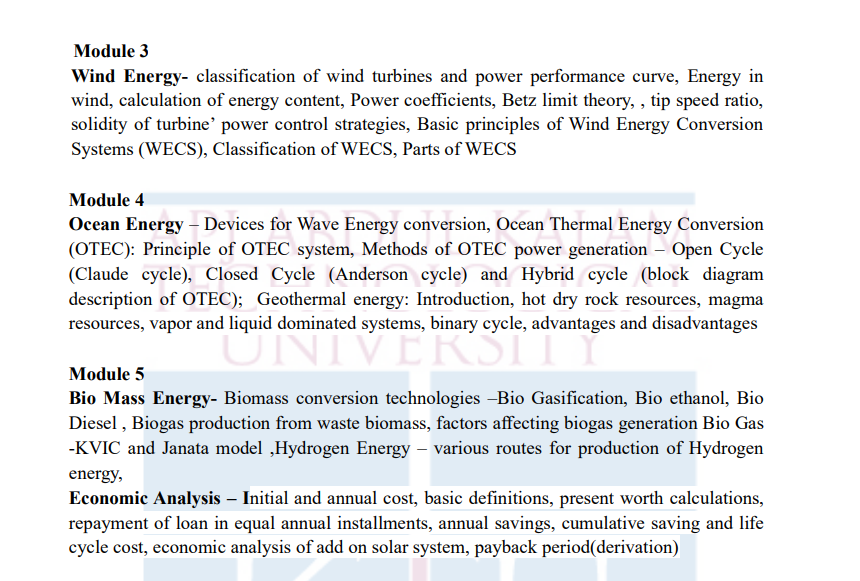 Module 3
Wind Energy- classification of wind turbines and power performance curve, Energy in
wind, calculation of energy content, Power coefficients, Betz limit theory, , tip speed ratio,
solidity of turbine’ power control strategies, Basic principles of Wind Energy Conversion
Systems (WECS), Classification of WECS, Parts of WECS
Module 4
Ocean Energy – Devices for Wave Energy conversion, Ocean Thermal Energy Conversion
(OTEC): Principle of OTEC system, Methods of OTEC power generation – Open Cycle
(Claude cycle), Closed Cycle (Anderson cycle) and Hybrid cycle (block diagram
description of OTEC); Geothermal energy: Introduction, hot dry rock resources, magma
resources, vapor and liquid dominated systems, binary cycle, advantages and disadvantages
Module 5
Bio Mass Energy- Biomass conversion technologies –Bio Gasification, Bio ethanol, Bio
Diesel , Biogas production from waste biomass, factors affecting biogas generation Bio Gas
-KVIC and Janata model ,Hydrogen Energy – various routes for production of Hydrogen
energy,
Economic Analysis – Initial and annual cost, basic definitions, present worth calculations,
repayment of loan in equal annual installments, annual savings, cumulative saving and life
cycle cost, economic analysis of add on solar system, payback period(derivation)
APJ ABDUL KALAM
TECHNOLOGICAL
UNIVERSITY